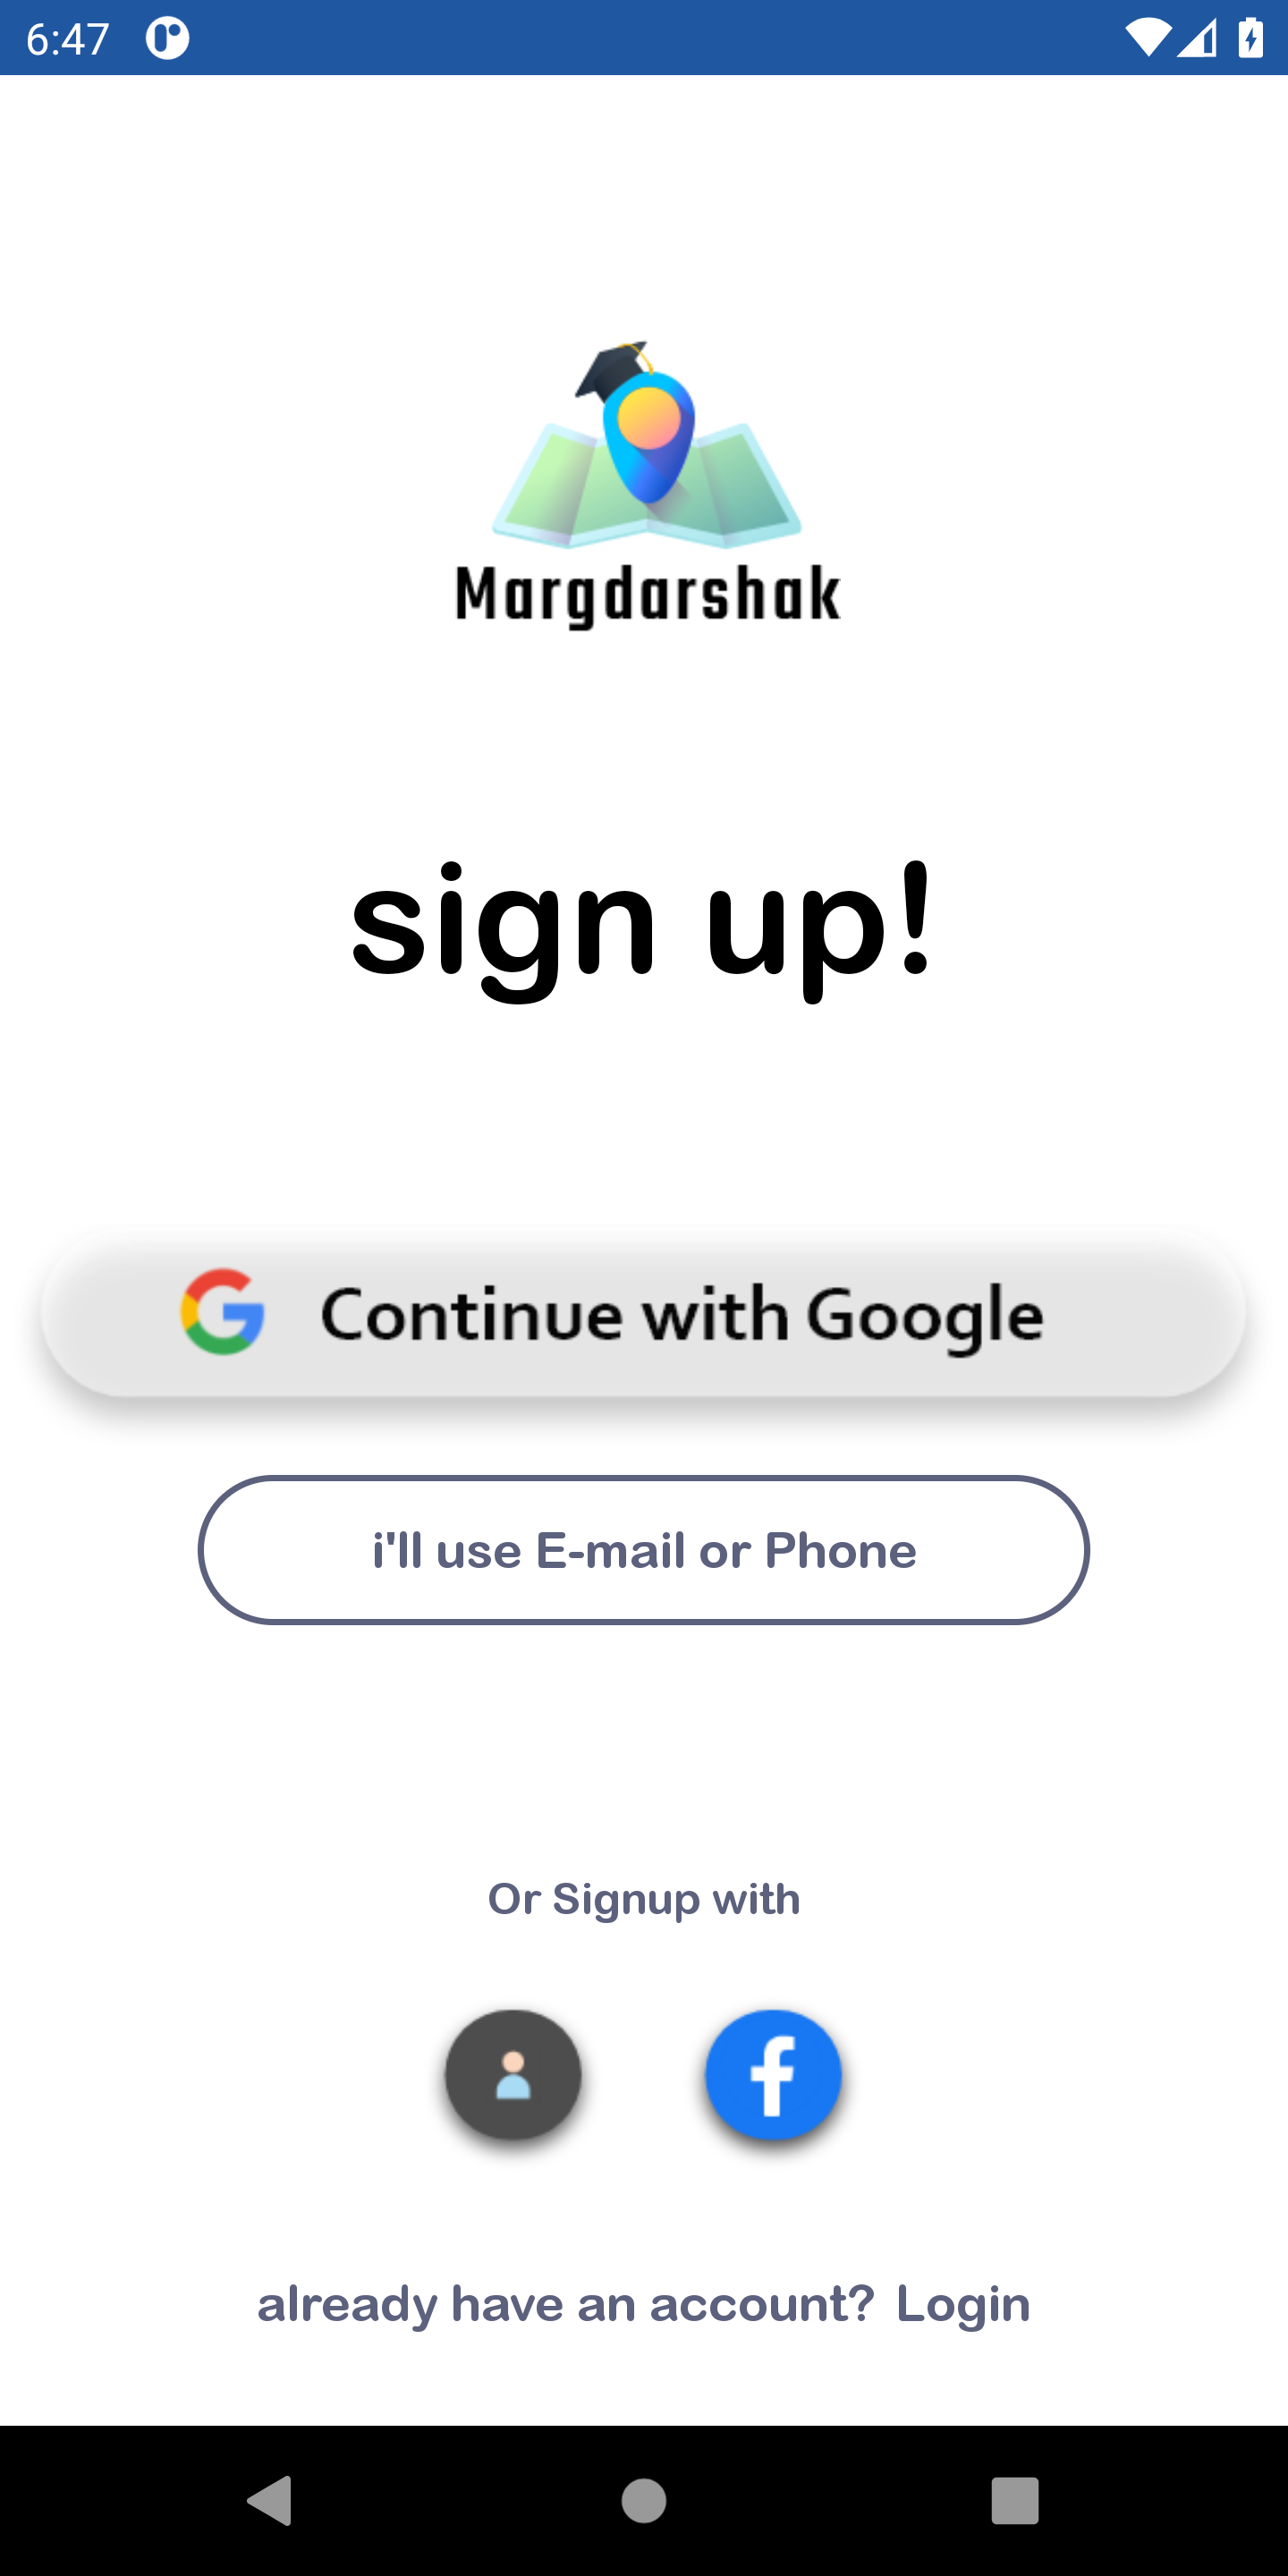 6:47
Margdarshak
sign up!
Continue with Google
i'll use E-mail or Phone
Or Signup with
already have an account? Login